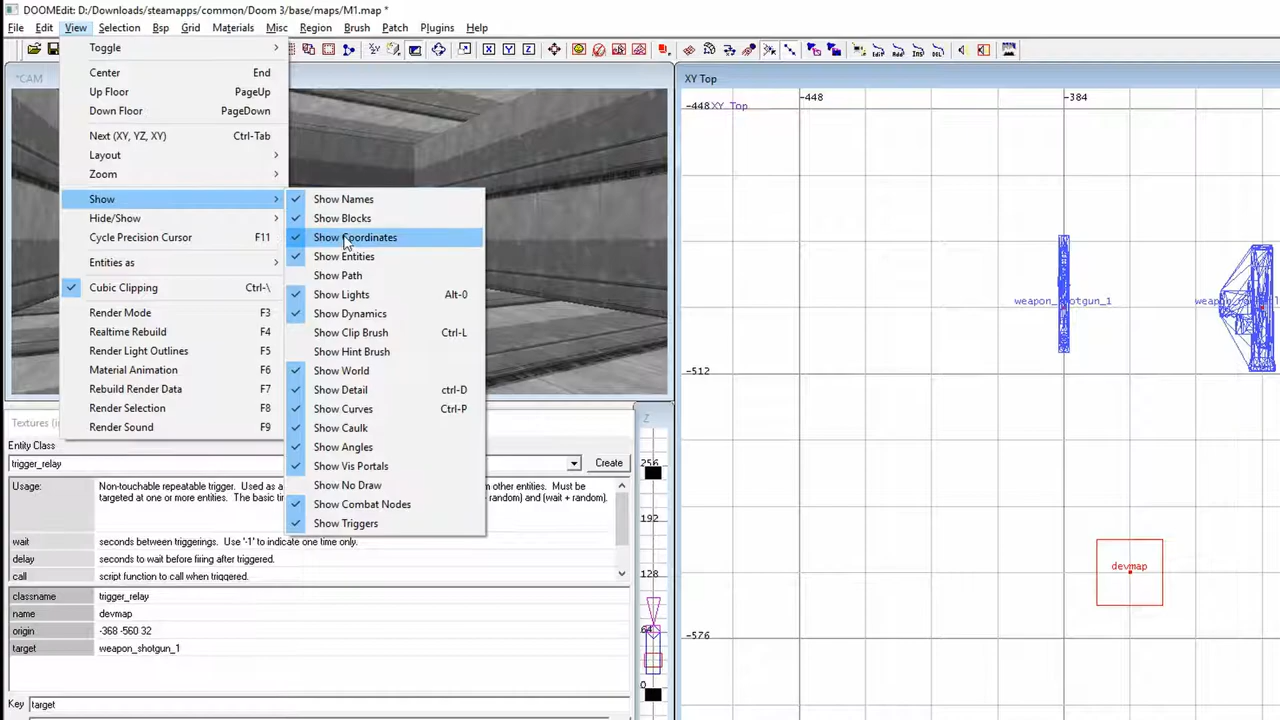 DOOMEdit: D:/Downloads/steamapps/common/Doom 3/base/maps/M1.map *
File Edit View Selection Bsp Grid Materials Misc Region Brush Patch Plugins Help
*CAM
XY Top
Toggle
Center End
Up Floor PageUp
Down Floor PageDown
Next (XY, YZ, XY) Ctrl-Tab
Layout
Zoom
Show
Hide/Show
Cycle Precision Cursor F11
Entities as
Cubic Clipping Ctrl-\
Render Mode F3
Realtime Rebuild F4
Render Light Outlines F5
Material Animation F6
Rebuild Render Data F7
Render Selection F8
Render Sound F9
Show Names
Show Blocks
Show Coordinates
Show Entities
Show Path
Show Lights Alt-0
Show Dynamics
Show Clip Brush Ctrl-L
Show Hint Brush
Show World
Show Detail ctrl-D
Show Curves Ctrl-P
Show Caulk
Show Angles
Show Vis Portals
Show No Draw
Show Combat Nodes
Show Triggers
-448 XY Top
-448
-384
weapon_shotgun_1
-512
devmap
-576
Z
256
192
128
64
0
Textures (i
Entity Class
trigger_relay
Create
Usage:
Non-touchable repeatable trigger. Used as a
n other entities. Must be
targeted at one or more entities. The basic tim
random) and (wait + random).
wait seconds between triggerings. Use '-1' to indicate one time only.
delay seconds to wait before firing after triggered.
call script function to call when triggered.
classname trigger_relay
name devmap
origin -368 -560 32
target weapon_shotgun_1
Key target